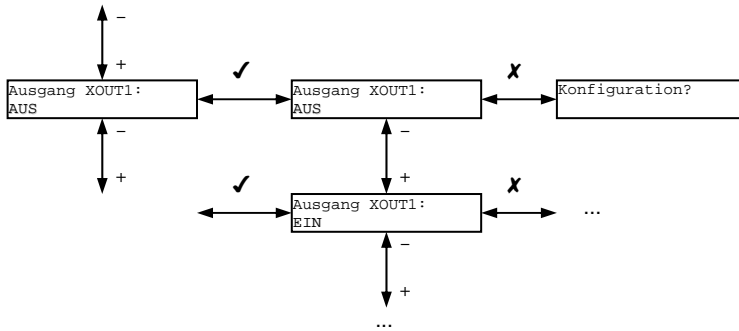 −
+
✓ ✗
Ausgang XOUT1:
AUS
Ausgang XOUT1:
AUS
Konfiguration?
− −
+ +
✓ ✗
Ausgang XOUT1:
EIN
...
−
+
...